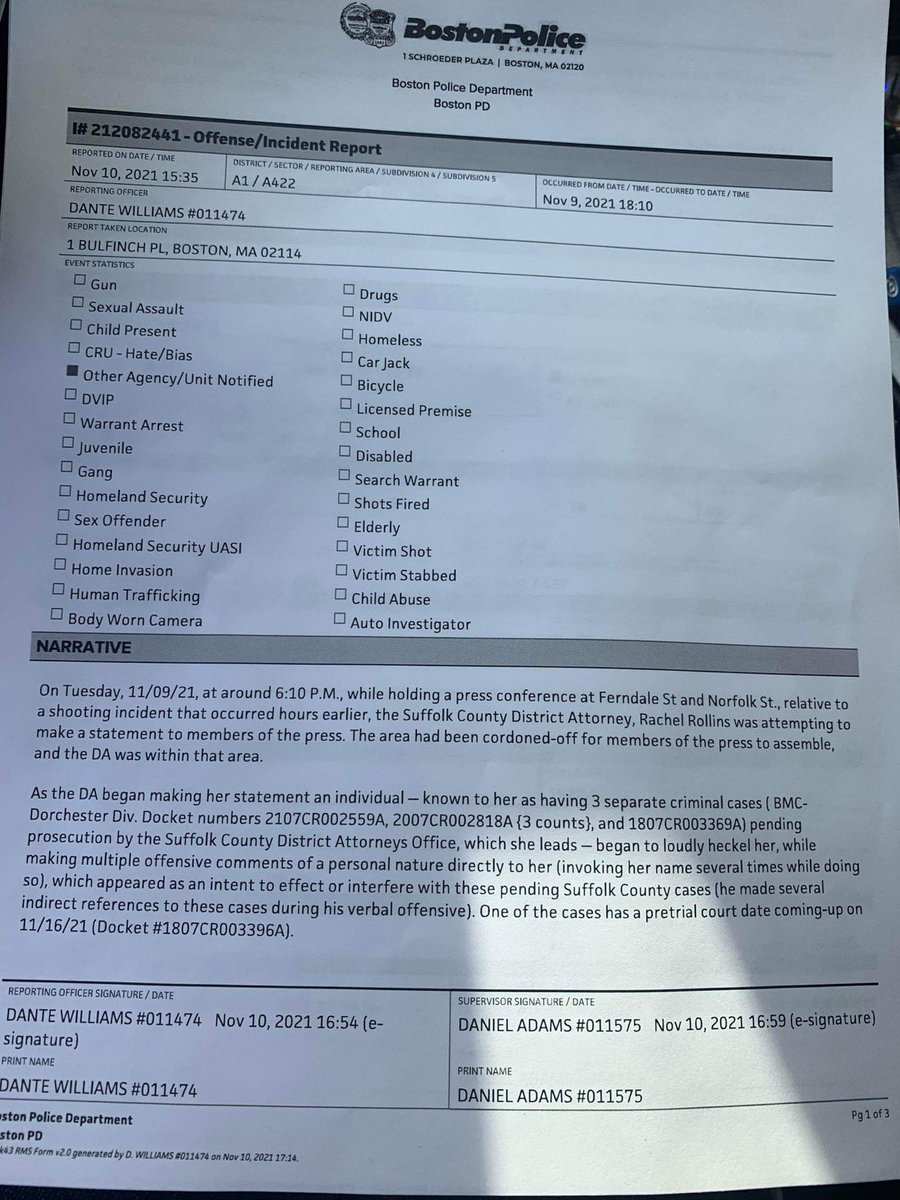 BostonPolice
DEPARTMENT
1 SCHROEDER PLAZA | BOSTON, MA 02120
Boston Police Department
Boston PD
I# 212082441 - Offense/Incident Report
REPORTED ON DATE / TIME
Nov 10, 2021 15:35
DISTRICT / SECTOR / REPORTING AREA / SUBDIVISION 4 / SUBDIVISION 5
A1 / A422
OCCURRED FROM DATE / TIME - OCCURRED TO DATE / TIME
Nov 9, 2021 18:10
REPORTING OFFICER
DANTE WILLIAMS #011474
REPORT TAKEN LOCATION
1 BULFINCH PL, BOSTON, MA 02114
EVENT STATISTICS
Gun
Sexual Assault
Child Present
CRU - Hate/Bias
Other Agency/Unit Notified
DVIP
Warrant Arrest
Juvenile
Gang
Homeland Security
Sex Offender
Homeland Security UASI
Home Invasion
Human Trafficking
Body Worn Camera
Drugs
NIDV
Homeless
Car Jack
Bicycle
Licensed Premise
School
Disabled
Search Warrant
Shots Fired
Elderly
Victim Shot
Victim Stabbed
Child Abuse
Auto Investigator
NARRATIVE
On Tuesday, 11/09/21, at around 6:10 P.M., while holding a press conference at Ferndale St and Norfolk St., relative to
a shooting incident that occurred hours earlier, the Suffolk County District Attorney, Rachel Rollins was attempting to
make a statement to members of the press. The area had been cordoned-off for members of the press to assemble,
and the DA was within that area.
As the DA began making her statement an individual — known to her as having 3 separate criminal cases ( BMC-
Dorchester Div. Docket numbers 2107CR002559A, 2007CR002818A {3 counts}, and 1807CR003369A) pending
prosecution by the Suffolk County District Attorneys Office, which she leads — began to loudly heckel her, while
making multiple offensive comments of a personal nature directly to her (invoking her name several times while doing
so), which appeared as an intent to effect or interfere with these pending Suffolk County cases (he made several
indirect references to these cases during his verbal offensive). One of the cases has a pretrial court date coming-up on
11/16/21 (Docket #1807CR003396A).
REPORTING OFFICER SIGNATURE / DATE
DANTE WILLIAMS #011474 Nov 10, 2021 16:54 (e-
signature)
PRINT NAME
DANTE WILLIAMS #011474
SUPERVISOR SIGNATURE / DATE
DANIEL ADAMS #011575 Nov 10, 2021 16:59 (e-signature)
PRINT NAME
DANIEL ADAMS #011575
ston Police Department
ston PD
k43 RMS Form v2.0 generated by D. WILLIAMS #011474 on Nov 10, 2021 17:14.
Pg 1 of 3